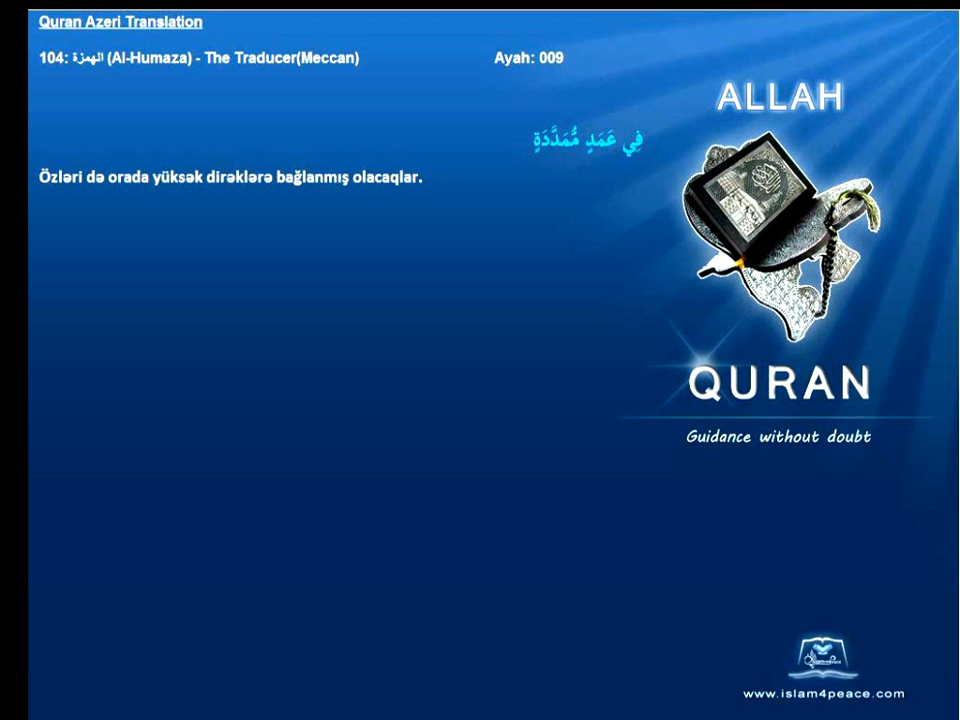 Quran Azeri Translation
104: الهمزة (Al-Humaza) - The Traducer(Meccan) Ayah: 009
ALLAH
فِي عَمَدٍ مُّمَدَّدَةٍ
Özləri də orada yüksək dirəklərə bağlanmış olacaqlar.
QURAN
Guidance without doubt
www.islam4peace.com